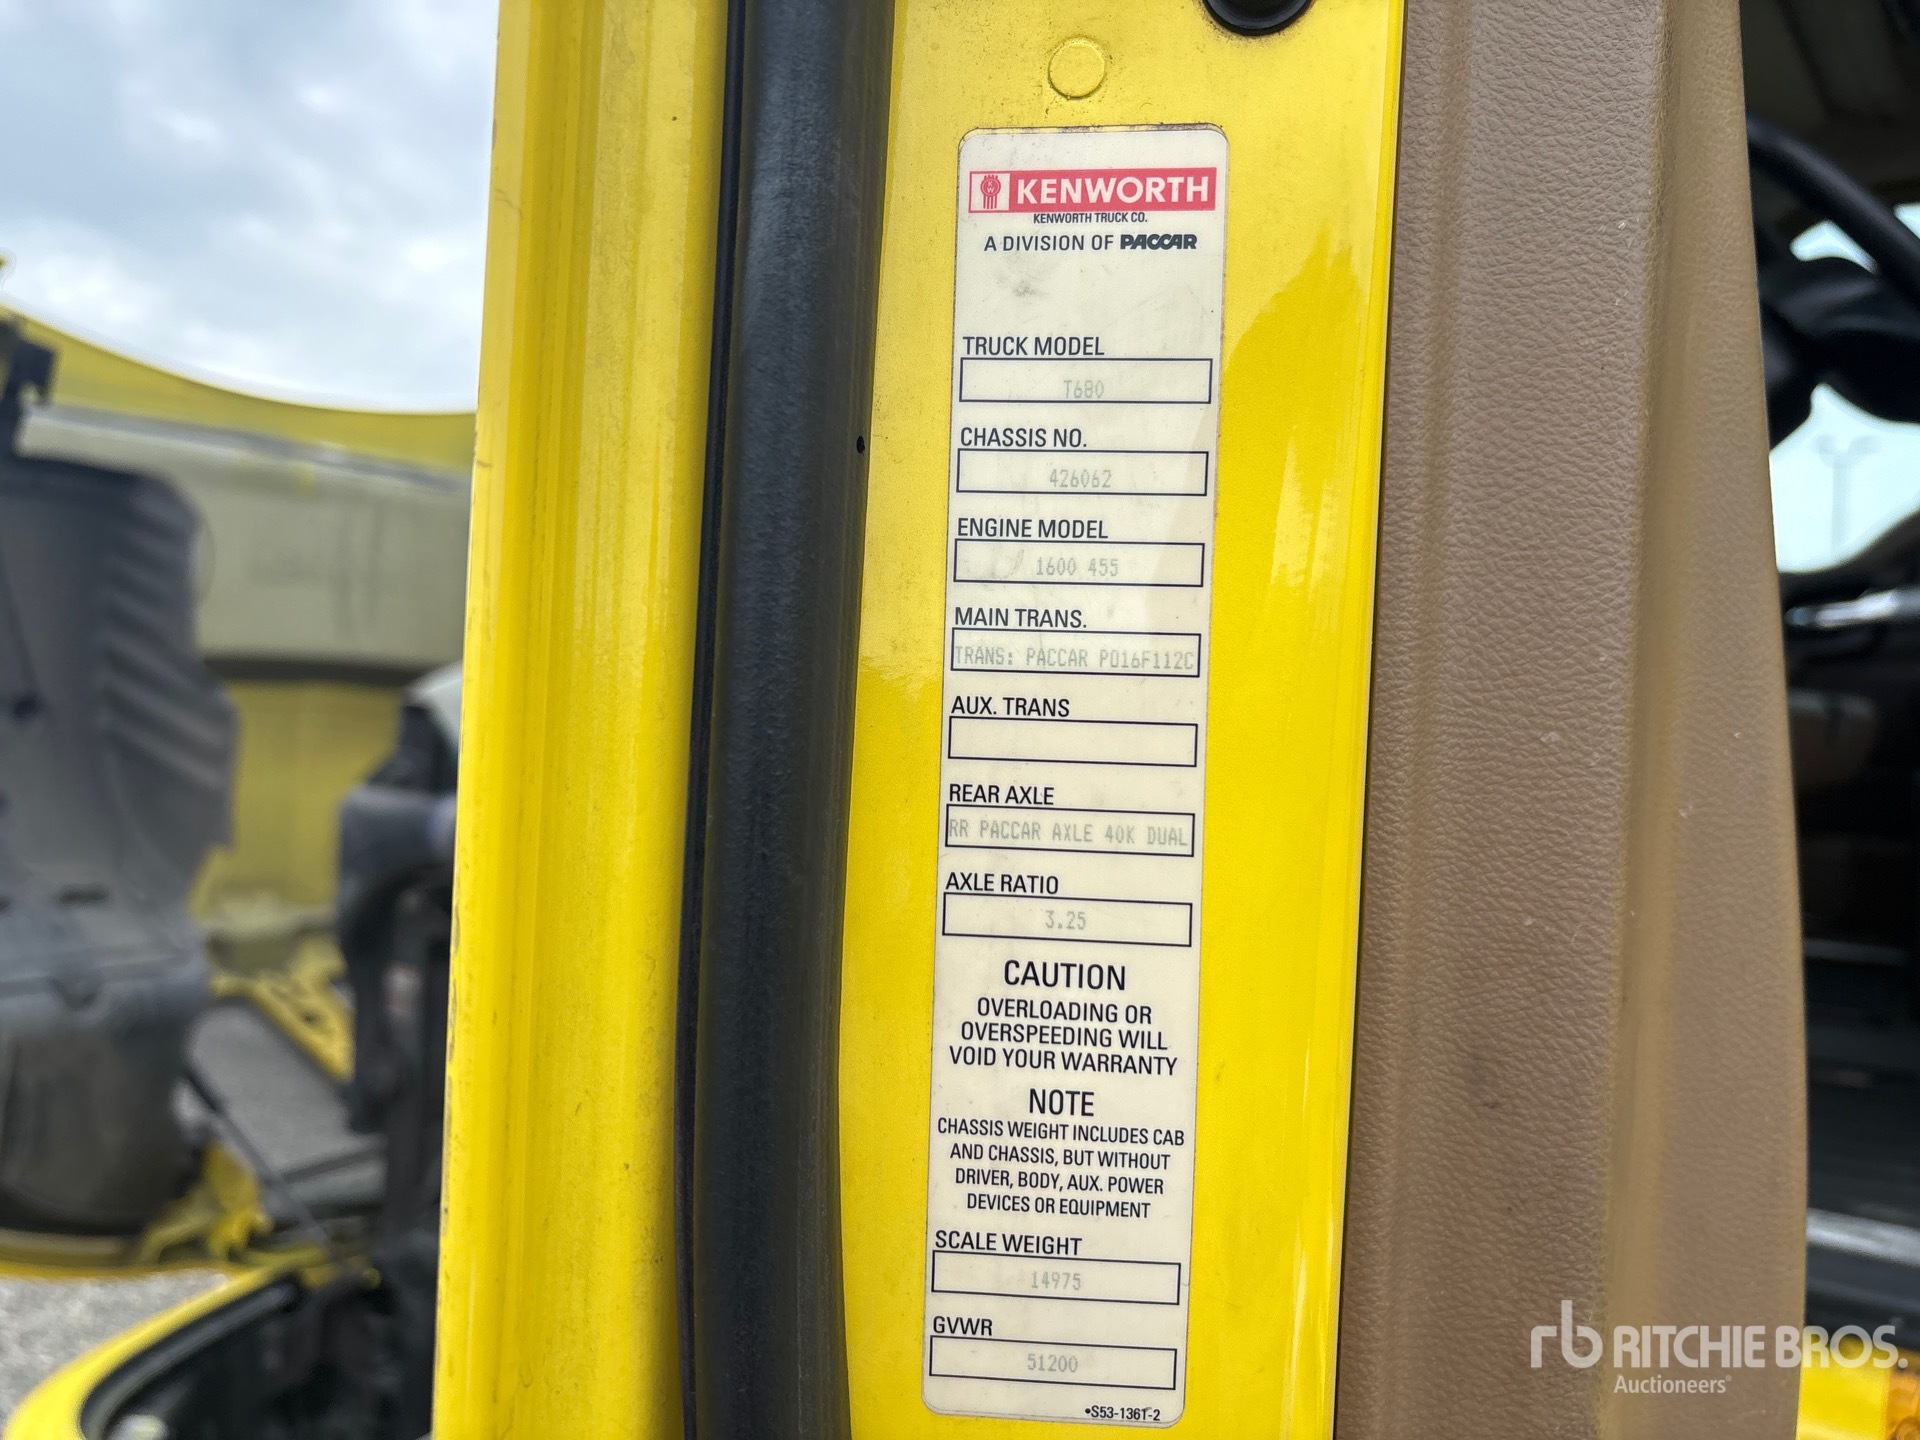 KENWORTH
KENWORTH TRUCK CO.
A DIVISION OF PACCAR
TRUCK MODEL
T680
CHASSIS NO.
426062
ENGINE MODEL
1600 455
MAIN TRANS.
TRANS: PACCAR PO16F112C
AUX. TRANS
REAR AXLE
RR PACCAR AXLE 40K DUAL
AXLE RATIO
3.25
CAUTION
OVERLOADING OR
OVERSPEEDING WILL
VOID YOUR WARRANTY
NOTE
CHASSIS WEIGHT INCLUDES CAB
AND CHASSIS, BUT WITHOUT
DRIVER, BODY, AUX. POWER
DEVICES OR EQUIPMENT
SCALE WEIGHT
14975
GVWR
51200
•S53-1361-2
rb RITCHIE BROS.
Auctioneers